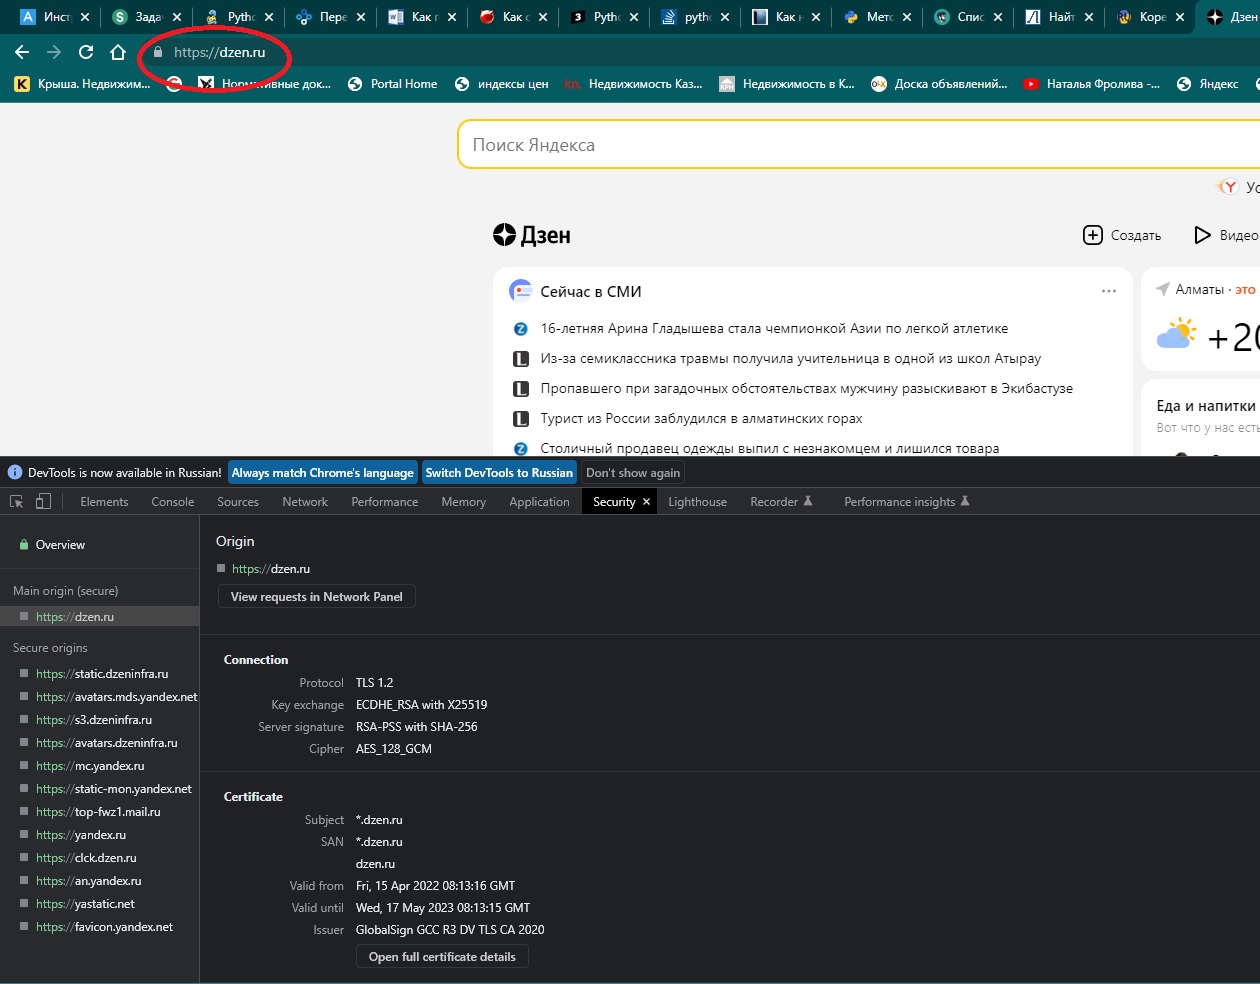 Инст
Зада
Pytho
Пере
Как п
Как с
Pytho
pytho
Как н
Мето
Спис
Найт
Коре
Дзен
https://dzen.ru
Крыша. Недвижим...
Нормативные док...
Portal Home
индексы цен
Недвижимость Каз...
Недвижимость в К...
Доска объявлений...
Наталья Фролива -...
Яндекс
Поиск Яндекса
Ус
Дзен
Создать
Видео
Сейчас в СМИ
Алматы · это
16-летняя Арина Гладышева стала чемпионкой Азии по легкой атлетике
Из-за семиклассника травмы получила учительница в одной из школ Атырау
+20
Пропавшего при загадочных обстоятельствах мужчину разыскивают в Экибастузе
Турист из России заблудился в алматинских горах
Еда и напитки
Вот что у нас есть
Столичный продавец одежды выпил с незнакомцем и лишился товара
DevTools is now available in Russian! Always match Chrome's language Switch DevTools to Russian Don't show again
Elements Console Sources Network Performance Memory Application Security Lighthouse Recorder Performance insights
Overview
Main origin (secure)
https://dzen.ru
Secure origins
https://static.dzeninfra.ru
https://avatars.mds.yandex.net
https://s3.dzeninfra.ru
https://avatars.dzeninfra.ru
https://mc.yandex.ru
https://static-mon.yandex.net
https://top-fwz1.mail.ru
https://yandex.ru
https://clck.dzen.ru
https://an.yandex.ru
https://yastatic.net
https://favicon.yandex.net
Origin
https://dzen.ru
View requests in Network Panel
Connection
Protocol TLS 1.2
Key exchange ECDHE_RSA with X25519
Server signature RSA-PSS with SHA-256
Cipher AES_128_GCM
Certificate
Subject *.dzen.ru
SAN *.dzen.ru
dzen.ru
Valid from Fri, 15 Apr 2022 08:13:16 GMT
Valid until Wed, 17 May 2023 08:13:15 GMT
Issuer GlobalSign GCC R3 DV TLS CA 2020
Open full certificate details